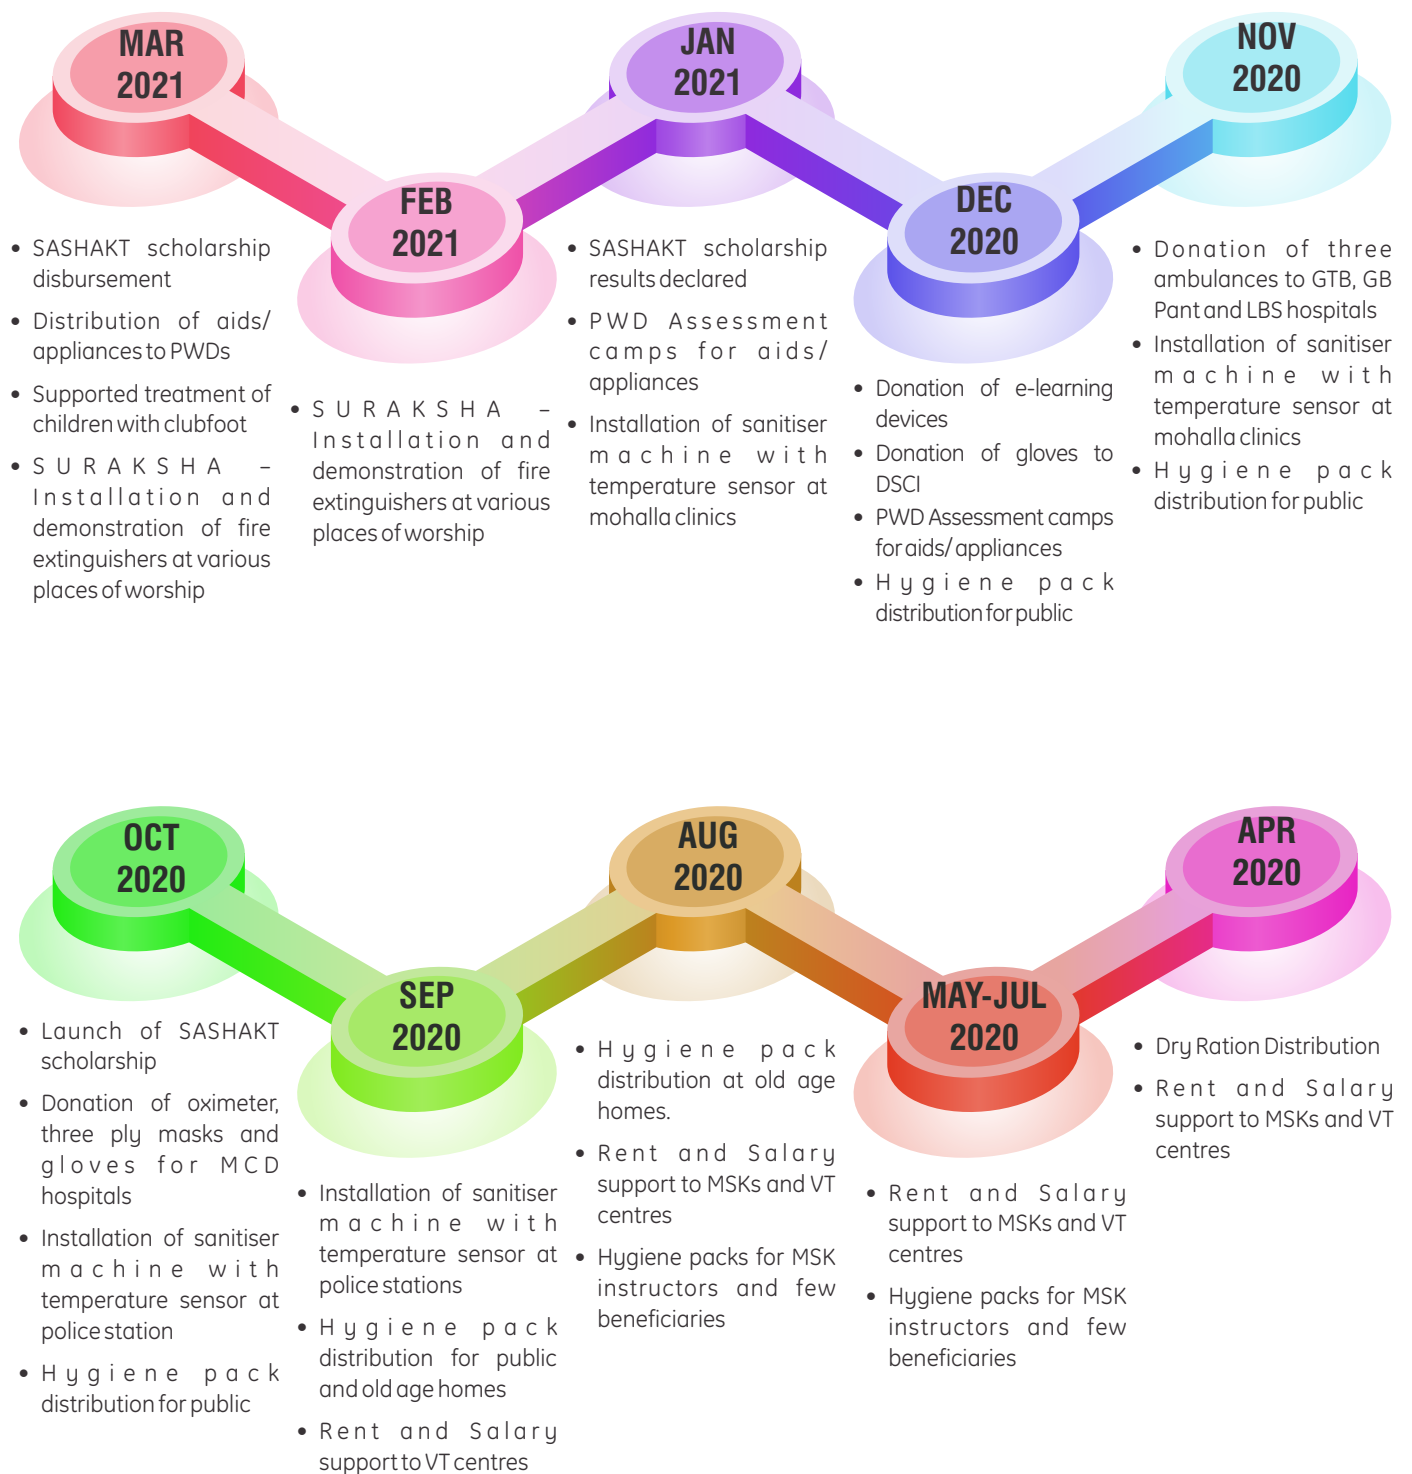 MAR
2021
SASHAKT scholarship
disbursement
Distribution of aids/
appliances to PWDs
Supported treatment of
children with clubfoot
SURAKSHA –
Installation and
demonstration of fire
extinguishers at various
places of worship
FEB
2021
SURAKSHA –
Installation and
demonstration of fire
extinguishers at various
places of worship
JAN
2021
SASHAKT scholarship
results declared
PWD Assessment
camps for aids/
appliances
Installation of sanitiser
machine with
temperature sensor at
mohalla clinics
DEC
2020
Donation of e-learning
devices
Donation of gloves to
DSCI
PWD Assessment camps
for aids/ appliances
Hygiene pack
distribution for public
NOV
2020
Donation of three
ambulances to GTB, GB
Pant and LBS hospitals
Installation of sanitiser
machine with
temperature sensor at
mohalla clinics
Hygiene pack
distribution for public
OCT
2020
Launch of SASHAKT
scholarship
Donation of oximeter,
three ply masks and
gloves for MCD
hospitals
Installation of sanitiser
machine with
temperature sensor at
police station
Hygiene pack
distribution for public
SEP
2020
Installation of sanitiser
machine with
temperature sensor at
police stations
Hygiene pack
distribution for public
and old age homes
Rent and Salary
support to VT centres
AUG
2020
Hygiene pack
distribution at old age
homes.
Rent and Salary
support to MSKs and VT
centres
Hygiene packs for MSK
instructors and few
beneficiaries
MAY-JUL
2020
Rent and Salary
support to MSKs and VT
centres
Hygiene packs for MSK
instructors and few
beneficiaries
APR
2020
Dry Ration Distribution
Rent and Salary
support to MSKs and VT
centres